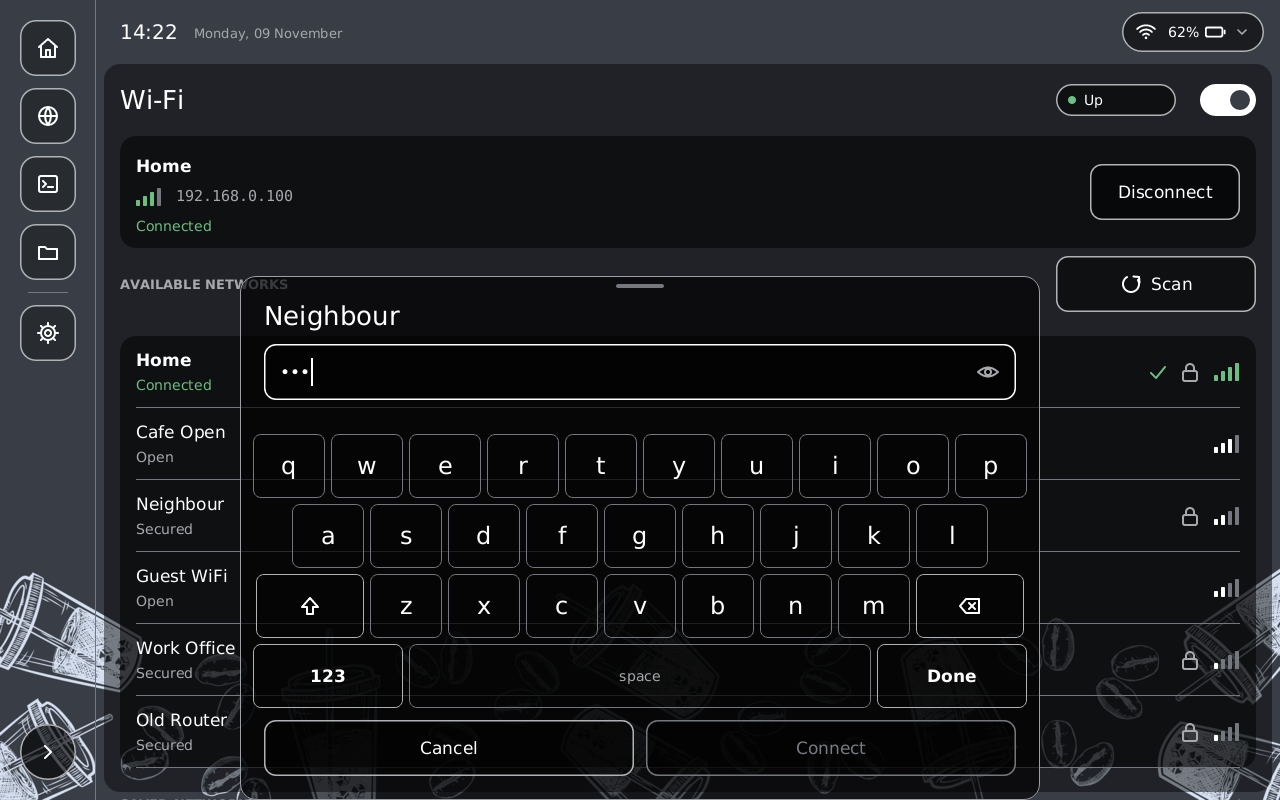 14:22 Monday, 09 November
62%
Wi-Fi
Up
Home
192.168.0.100
Connected
Disconnect
AVAILABLE NETWORKS
Scan
Home
Connected
Cafe Open
Open
Neighbour
Secured
Guest WiFi
Open
Work Office
Secured
Old Router
Secured
Neighbour
•••
q w e r t y u i o p
a s d f g h j k l
z x c v b n m
123 space Done
Cancel Connect